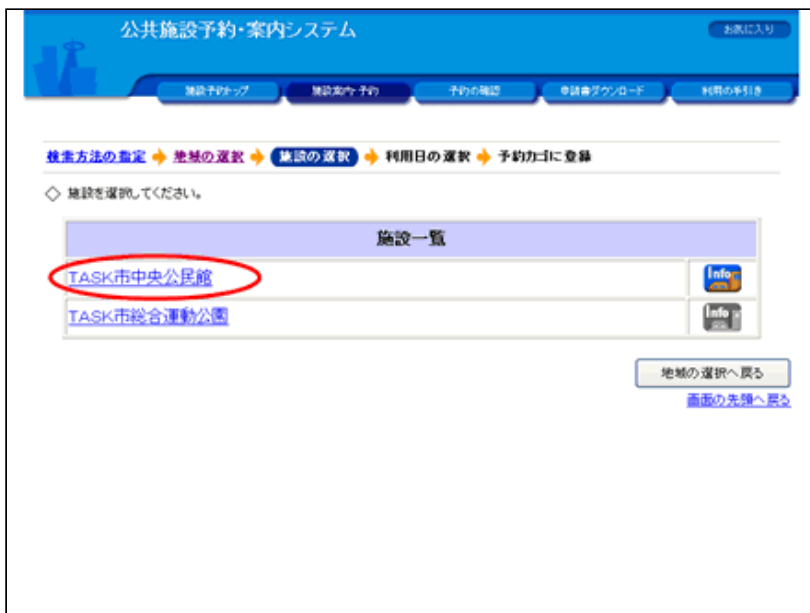 公共施設予約・案内システム
お気に入り
施設予約トップ 施設案内・予約 予約の確認 申請書ダウンロード 利用の手引き
検索方法の指定 地域の選択 施設の選択 利用日の選択 予約カゴに登録
◇ 施設を選択してください。
施設一覧
TASK市中央公民館 Info
TASK市総合運動公園 Info
地域の選択へ戻る
画面の先頭へ戻る